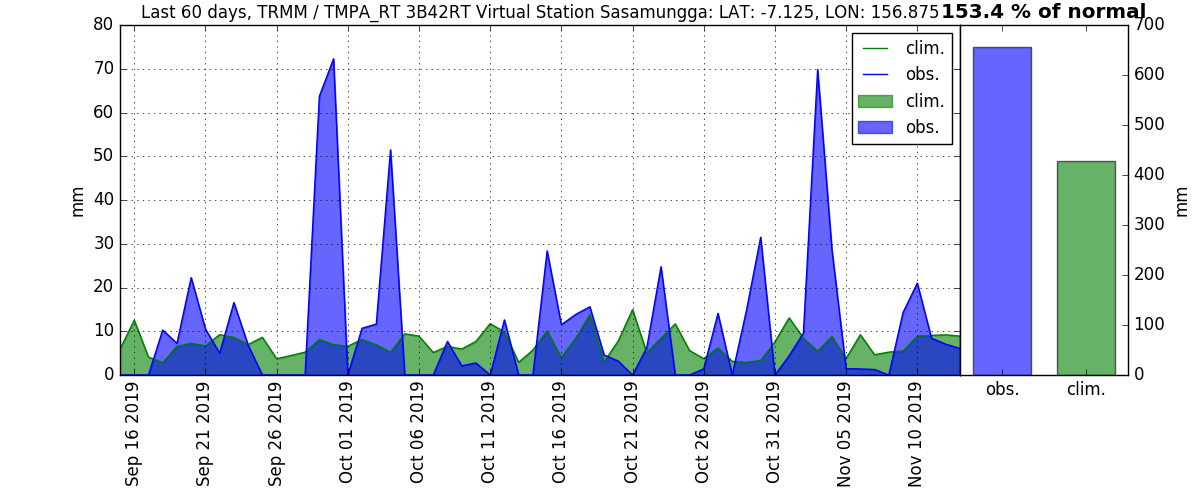 Last 60 days, TRMM / TMPA_RT 3B42RT Virtual Station Sasamungga: LAT: -7.125, LON: 156.875
153.4 % of normal
80
70
60
50
40
30
20
10
0
mm
clim.
obs.
clim.
obs.
700
600
500
400
300
200
100
0
mm
Sep 16 2019
Sep 21 2019
Sep 26 2019
Oct 01 2019
Oct 06 2019
Oct 11 2019
Oct 16 2019
Oct 21 2019
Oct 26 2019
Oct 31 2019
Nov 05 2019
Nov 10 2019
obs.
clim.